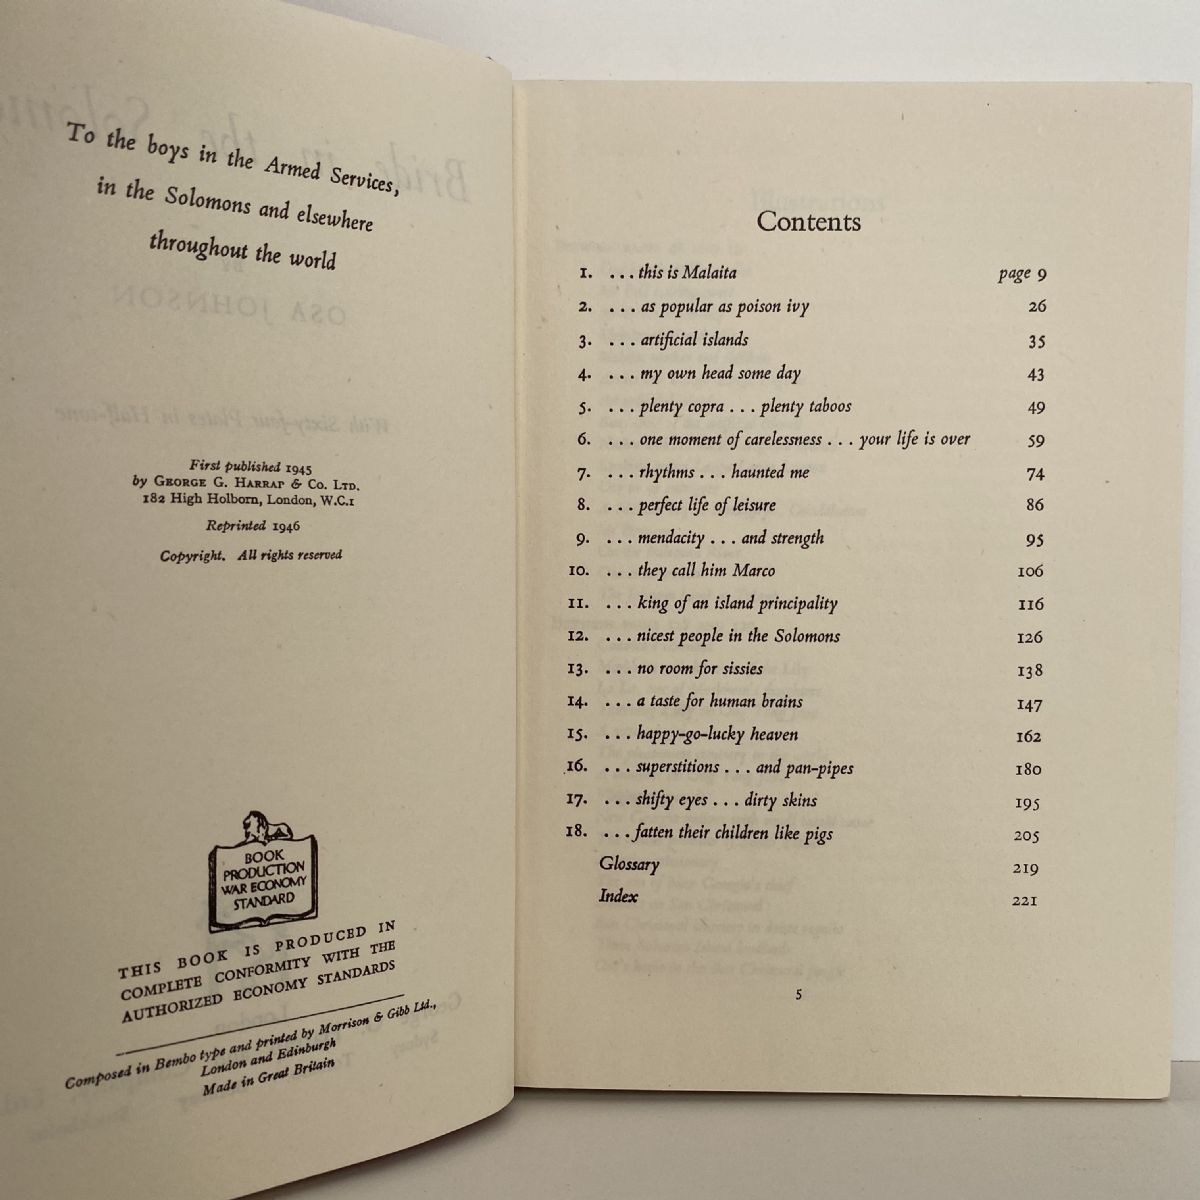 To the boys in the Armed Services,
in the Solomons and elsewhere
throughout the world
First published 1945
by GEORGE G. HARRAP & Co. LTD.
182 High Holborn, London, W.C.1
Reprinted 1946
Copyright. All rights reserved
BOOK
PRODUCTION
WAR ECONOMY
STANDARD
THIS BOOK IS PRODUCED IN
COMPLETE CONFORMITY WITH THE
AUTHORIZED ECONOMY STANDARDS
Composed in Bembo type and printed by Morrison & Gibb Ltd.,
London and Edinburgh
Made in Great Britain
Contents
1. ... this is Malaita page 9
2. ... as popular as poison ivy 26
3. ... artificial islands 35
4. ... my own head some day 43
5. ... plenty copra ... plenty taboos 49
6. ... one moment of carelessness ... your life is over 59
7. ... rhythms ... haunted me 74
8. ... perfect life of leisure 86
9. ... mendacity ... and strength 95
10. ... they call him Marco 106
11. ... king of an island principality 116
12. ... nicest people in the Solomons 126
13. ... no room for sissies 138
14. ... a taste for human brains 147
15. ... happy-go-lucky heaven 162
16. ... superstitions ... and pan-pipes 180
17. ... shifty eyes ... dirty skins 195
18. ... fatten their children like pigs 205
Glossary 219
Index 221
5